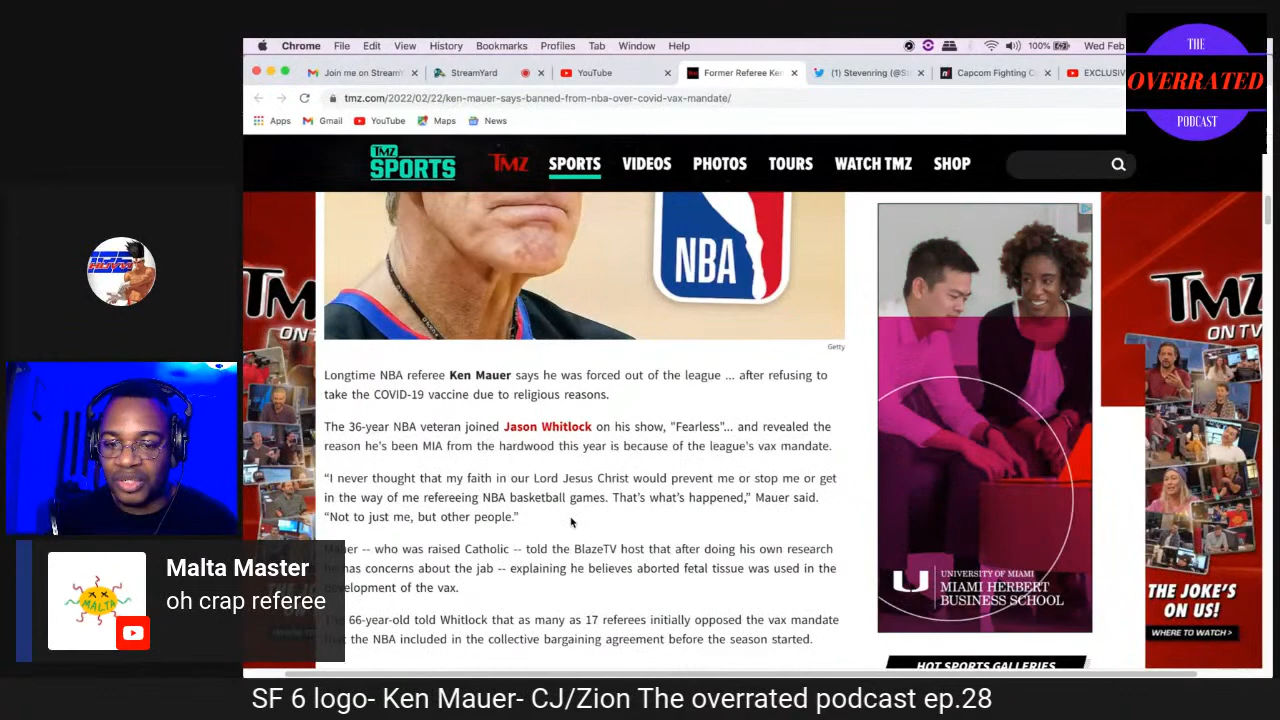 Chrome File Edit View History Bookmarks Profiles Tab Window Help 100% Wed Feb
Join me on Stream StreamYard YouTube Former Referee Ken (1) Stevenring (@S Capcom Fighting C EXCLUSIV
tmz.com/2022/02/22/ken-mauer-says-banned-from-nba-over-covid-vax-mandate/
Apps Gmail YouTube Maps News
THE
OVERRATED
PODCAST
TMZ
SPORTS
TMZ SPORTS VIDEOS PHOTOS TOURS WATCH TMZ SHOP
NBA
Getty
Longtime NBA referee Ken Mauer says he was forced out of the league ... after refusing to
take the COVID-19 vaccine due to religious reasons.
The 36-year NBA veteran joined Jason Whitlock on his show, "Fearless"... and revealed the
reason he's been MIA from the hardwood this year is because of the league's vax mandate.
“I never thought that my faith in our Lord Jesus Christ would prevent me or stop me or get
in the way of me refereeing NBA basketball games. That’s what’s happened,” Mauer said.
“Not to just me, but other people.”
Mauer -- who was raised Catholic -- told the BlazeTV host that after doing his own research
he has concerns about the jab -- explaining he believes aborted fetal tissue was used in the
development of the vax.
The 66-year-old told Whitlock that as many as 17 referees initially opposed the vax mandate
that the NBA included in the collective bargaining agreement before the season started.
TM
ON T
TMZ
ON TV
THE JOKE'S
ON US!
WHERE TO WATCH >
U UNIVERSITY OF MIAMI
MIAMI HERBERT
BUSINESS SCHOOL
HOT SPORTS GALLERIES
Malta Master
oh crap referee
MALTA
SF 6 logo- Ken Mauer- CJ/Zion The overrated podcast ep.28